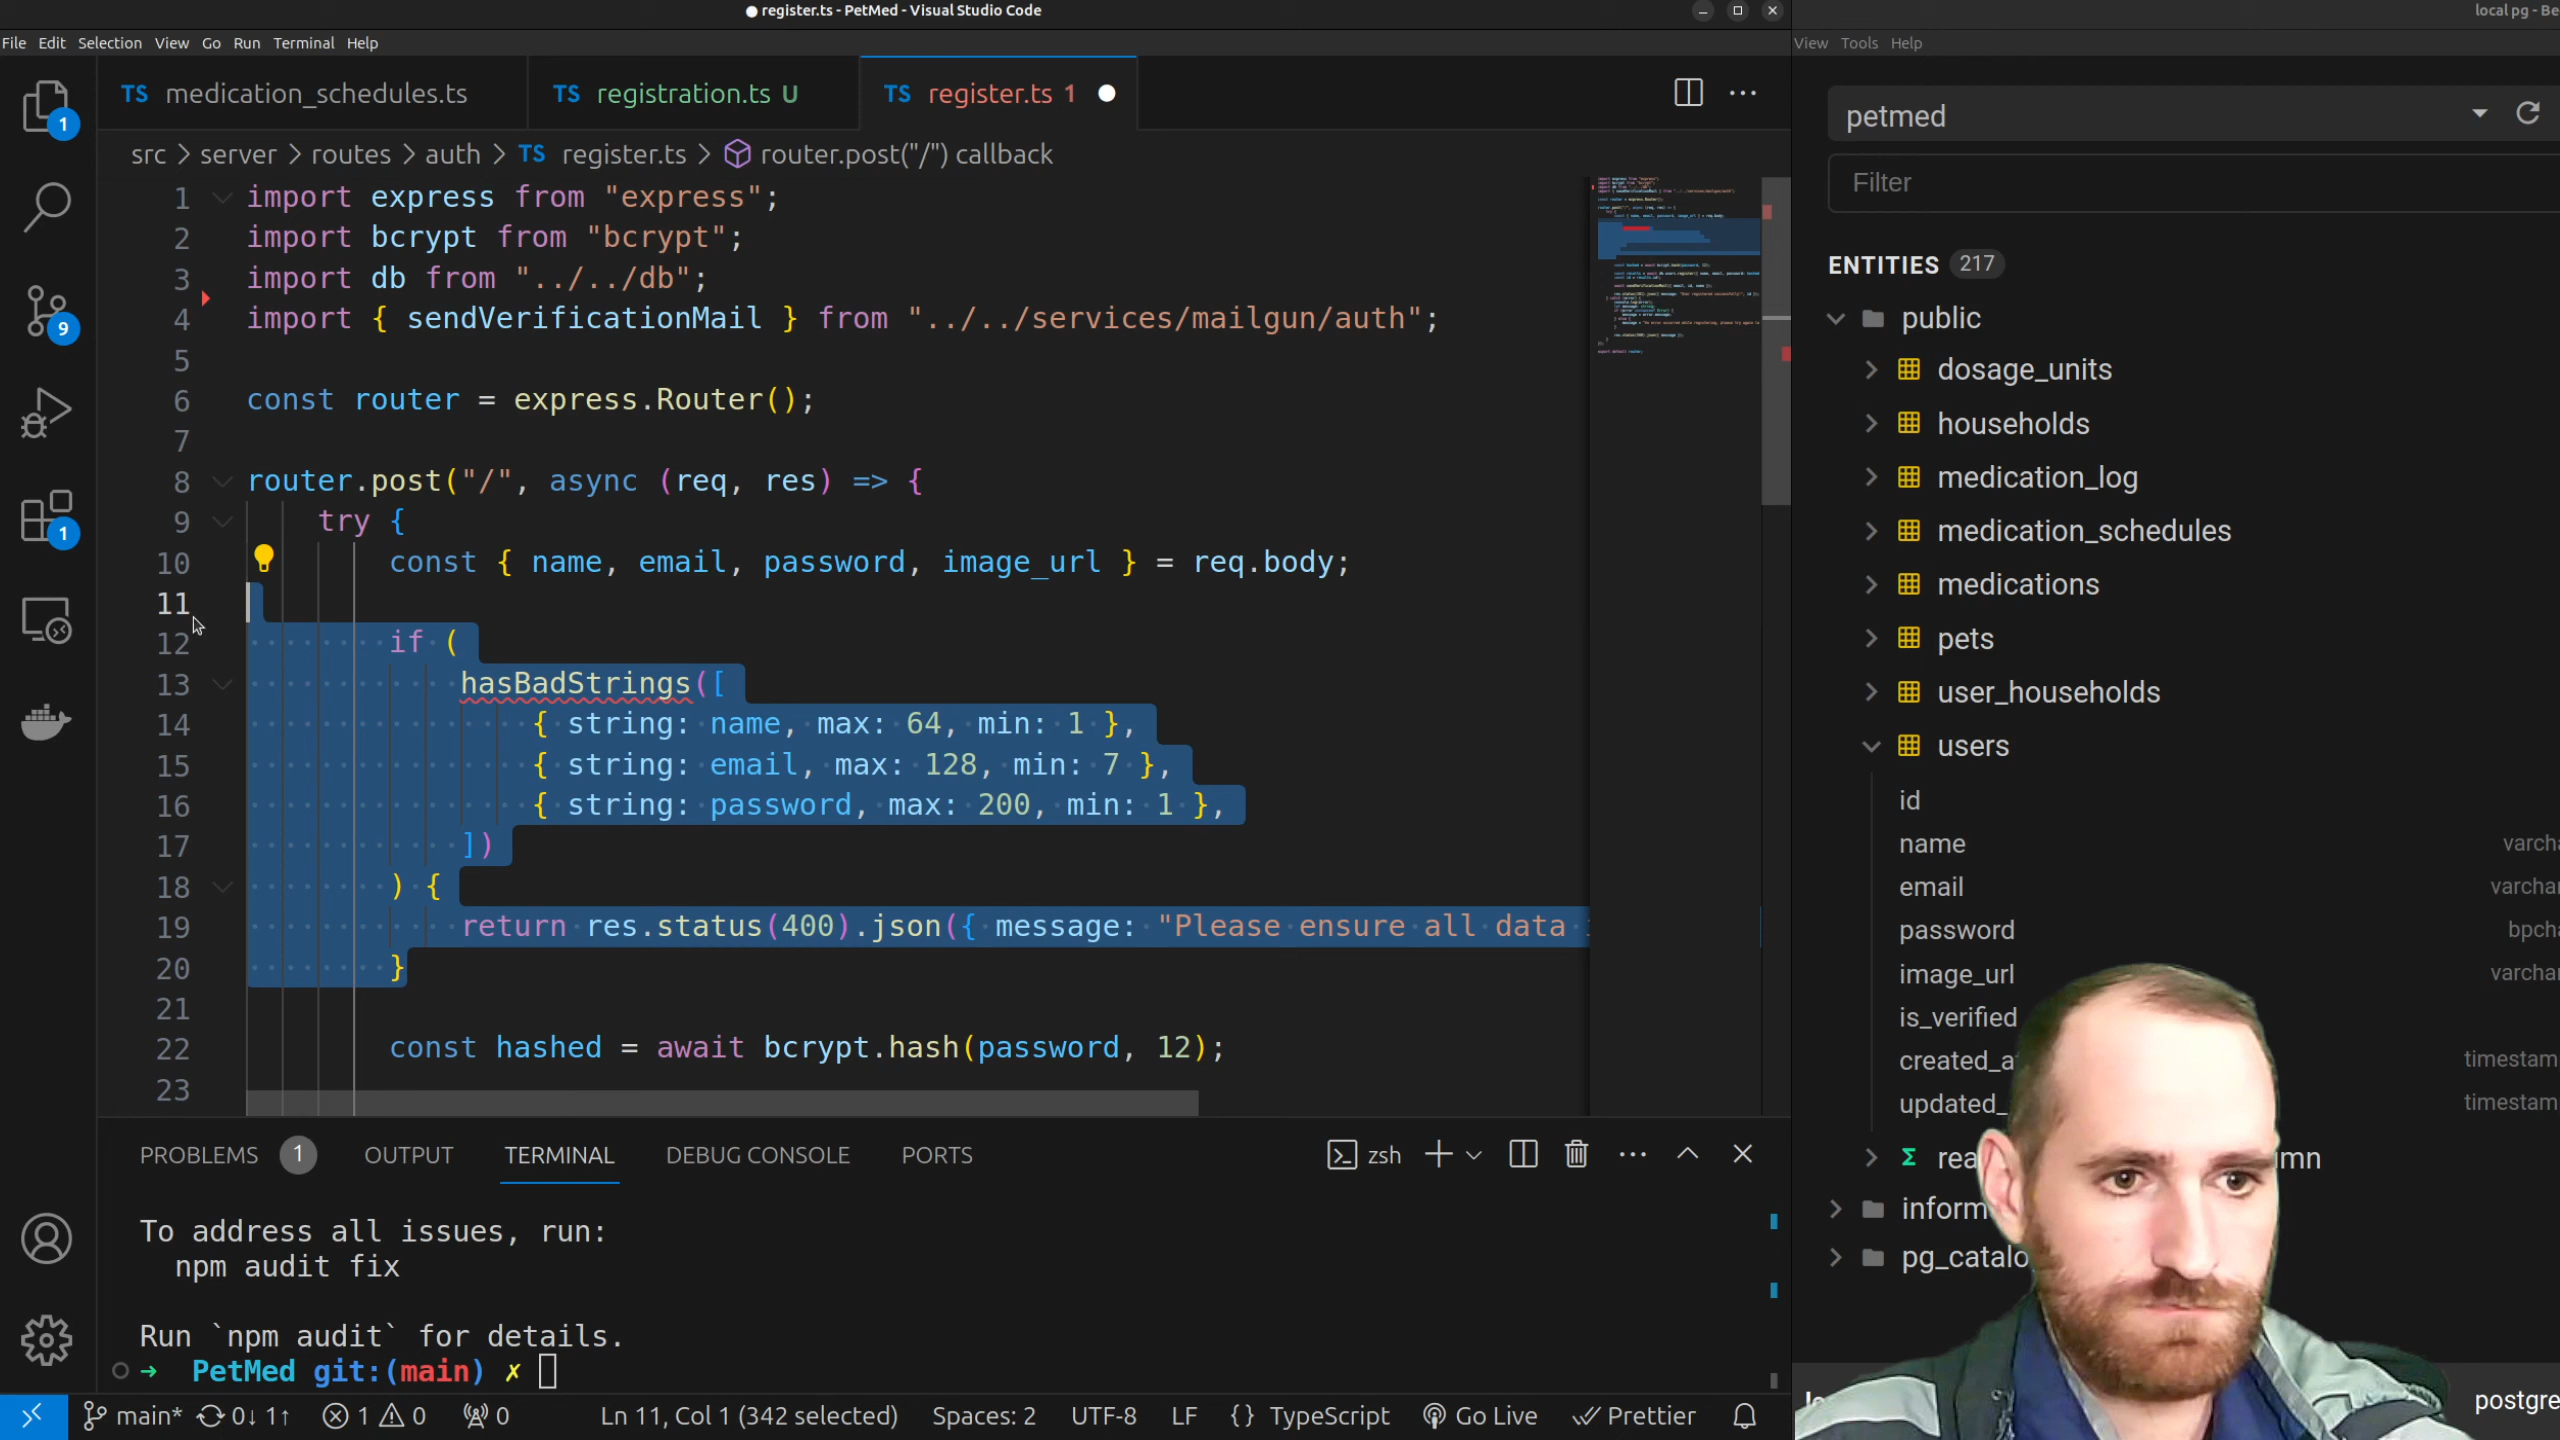 register.ts - PetMed - Visual Studio Code
File Edit Selection View Go Run Terminal Help
TS medication_schedules.ts
TS registration.ts U
TS register.ts 1
src > server > routes > auth > TS register.ts > router.post("/") callback
1 import express from "express";
2 import bcrypt from "bcrypt";
3 import db from "../../db";
4 import { sendVerificationMail } from "../../services/mailgun/auth";
5
6 const router = express.Router();
7
8 router.post("/", async (req, res) => {
9 try {
10 const { name, email, password, image_url } = req.body;
11
12 if (
13 hasBadStrings([
14 { string: name, max: 64, min: 1 },
15 { string: email, max: 128, min: 7 },
16 { string: password, max: 200, min: 1 },
17 ])
18 ) {
19 return res.status(400).json({ message: "Please ensure all data
20 }
21
22 const hashed = await bcrypt.hash(password, 12);
23
1
9
1
PROBLEMS 1 OUTPUT TERMINAL DEBUG CONSOLE PORTS
zsh
To address all issues, run:
npm audit fix
Run `npm audit` for details.
→ PetMed git:(main) ✗
main* 0↓ 1↑ 1 0 0 Ln 11, Col 1 (342 selected) Spaces: 2 UTF-8 LF {} TypeScript Go Live Prettier
local pg - Be
View Tools Help
petmed
Filter
ENTITIES 217
public
dosage_units
households
medication_log
medication_schedules
medications
pets
user_households
users
id
name varcha
email varchar
password bpcha
image_url varchar
is_verified
created_a timestam
updated_ timestam
rea mn
inform
pg_catalo
postgre